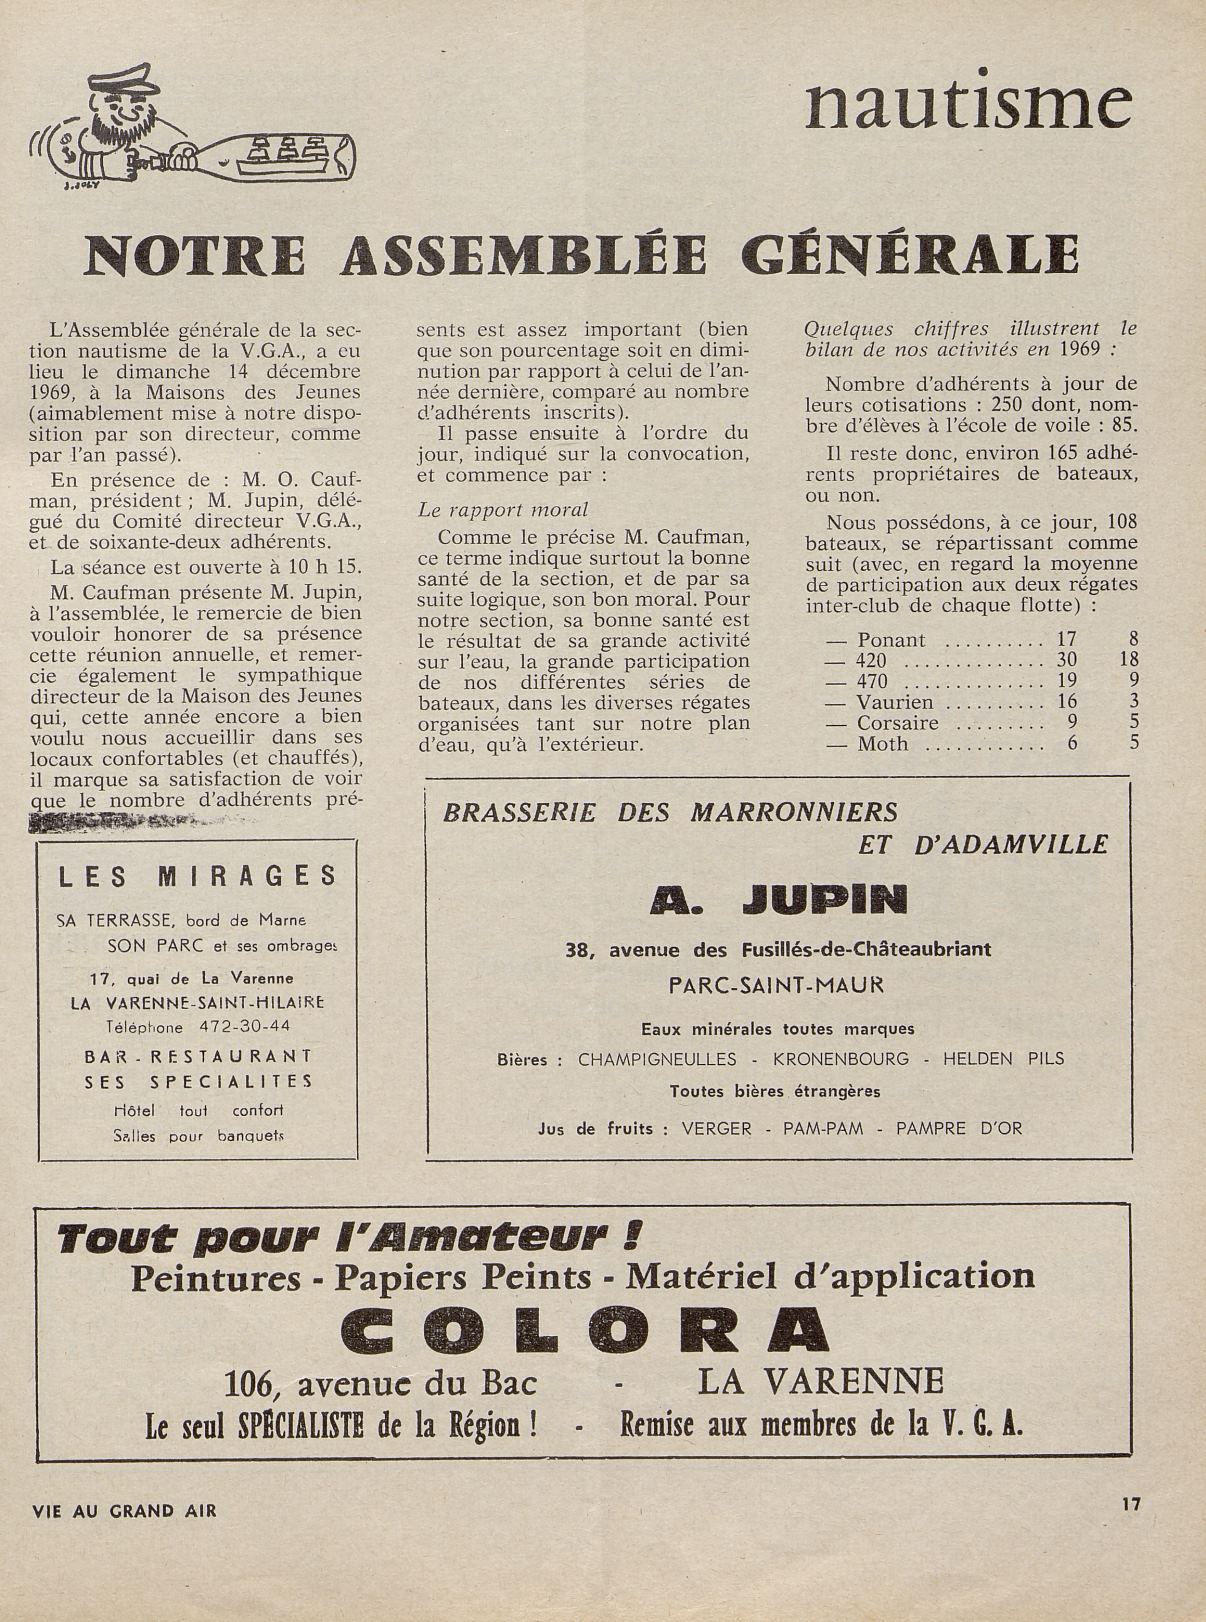 nautisme
J. JOLY
NOTRE ASSEMBLÉE GÉNÉRALE
L'Assemblée générale de la sec-
tion nautisme de la V.G.A., a eu
lieu le dimanche 14 décembre
1969, à la Maisons des Jeunes
(aimablement mise à notre dispo-
sition par son directeur, comme
par l'an passé).
En présence de : M. O. Cauf-
man, président ; M. Jupin, délé-
gué du Comité directeur V.G.A.,
et de soixante-deux adhérents.
La séance est ouverte à 10 h 15.
M. Caufman présente M. Jupin,
à l'assemblée, le remercie de bien
vouloir honorer de sa présence
cette réunion annuelle, et remer-
cie également le sympathique
directeur de la Maison des Jeunes
qui, cette année encore a bien
voulu nous accueillir dans ses
locaux confortables (et chauffés),
il marque sa satisfaction de voir
que le nombre d'adhérents pré-
sents est assez important (bien
que son pourcentage soit en dimi-
nution par rapport à celui de l'an-
née dernière, comparé au nombre
d'adhérents inscrits).
Il passe ensuite à l'ordre du
jour, indiqué sur la convocation,
et commence par :
Le rapport moral
Comme le précise M. Caufman,
ce terme indique surtout la bonne
santé de la section, et de par sa
suite logique, son bon moral. Pour
notre section, sa bonne santé est
le résultat de sa grande activité
sur l'eau, la grande participation
de nos différentes séries de
bateaux, dans les diverses régates
organisées tant sur notre plan
d'eau, qu'à l'extérieur.
Quelques chiffres illustrent le
bilan de nos activités en 1969 :
Nombre d'adhérents à jour de
leurs cotisations : 250 dont, nom-
bre d'élèves à l'école de voile : 85.
Il reste donc, environ 165 adhé-
rents propriétaires de bateaux,
ou non.
Nous possédons, à ce jour, 108
bateaux, se répartissant comme
suit (avec, en regard la moyenne
de participation aux deux régates
inter-club de chaque flotte) :
— Ponant .......... 17 8
— 420 .............. 30 18
— 470 .............. 19 9
— Vaurien .......... 16 3
— Corsaire ......... 9 5
— Moth ............ 6 5
LES MIRAGES
SA TERRASSE, bord de Marne
SON PARC et ses ombrages
17, quai de La Varenne
LA VARENNE-SAINT-HILAIRE
Téléphone 472-30-44
BAR - RESTAURANT
SES SPECIALITES
Hôtel tout confort
Salles pour banquets
BRASSERIE DES MARRONNIERS
ET D'ADAMVILLE
A. JUPIN
38, avenue des Fusillés-de-Châteaubriant
PARC-SAINT-MAUR
Eaux minérales toutes marques
Bières : CHAMPIGNEULLES - KRONENBOURG - HELDEN PILS
Toutes bières étrangères
Jus de fruits : VERGER - PAM-PAM - PAMPRE D'OR
Tout pour l'Amateur !
Peintures - Papiers Peints - Matériel d'application
COLORA
106, avenue du Bac - LA VARENNE
Le seul SPÉCIALISTE de la Région ! - Remise aux membres de la V. G. A.
VIE AU GRAND AIR
17